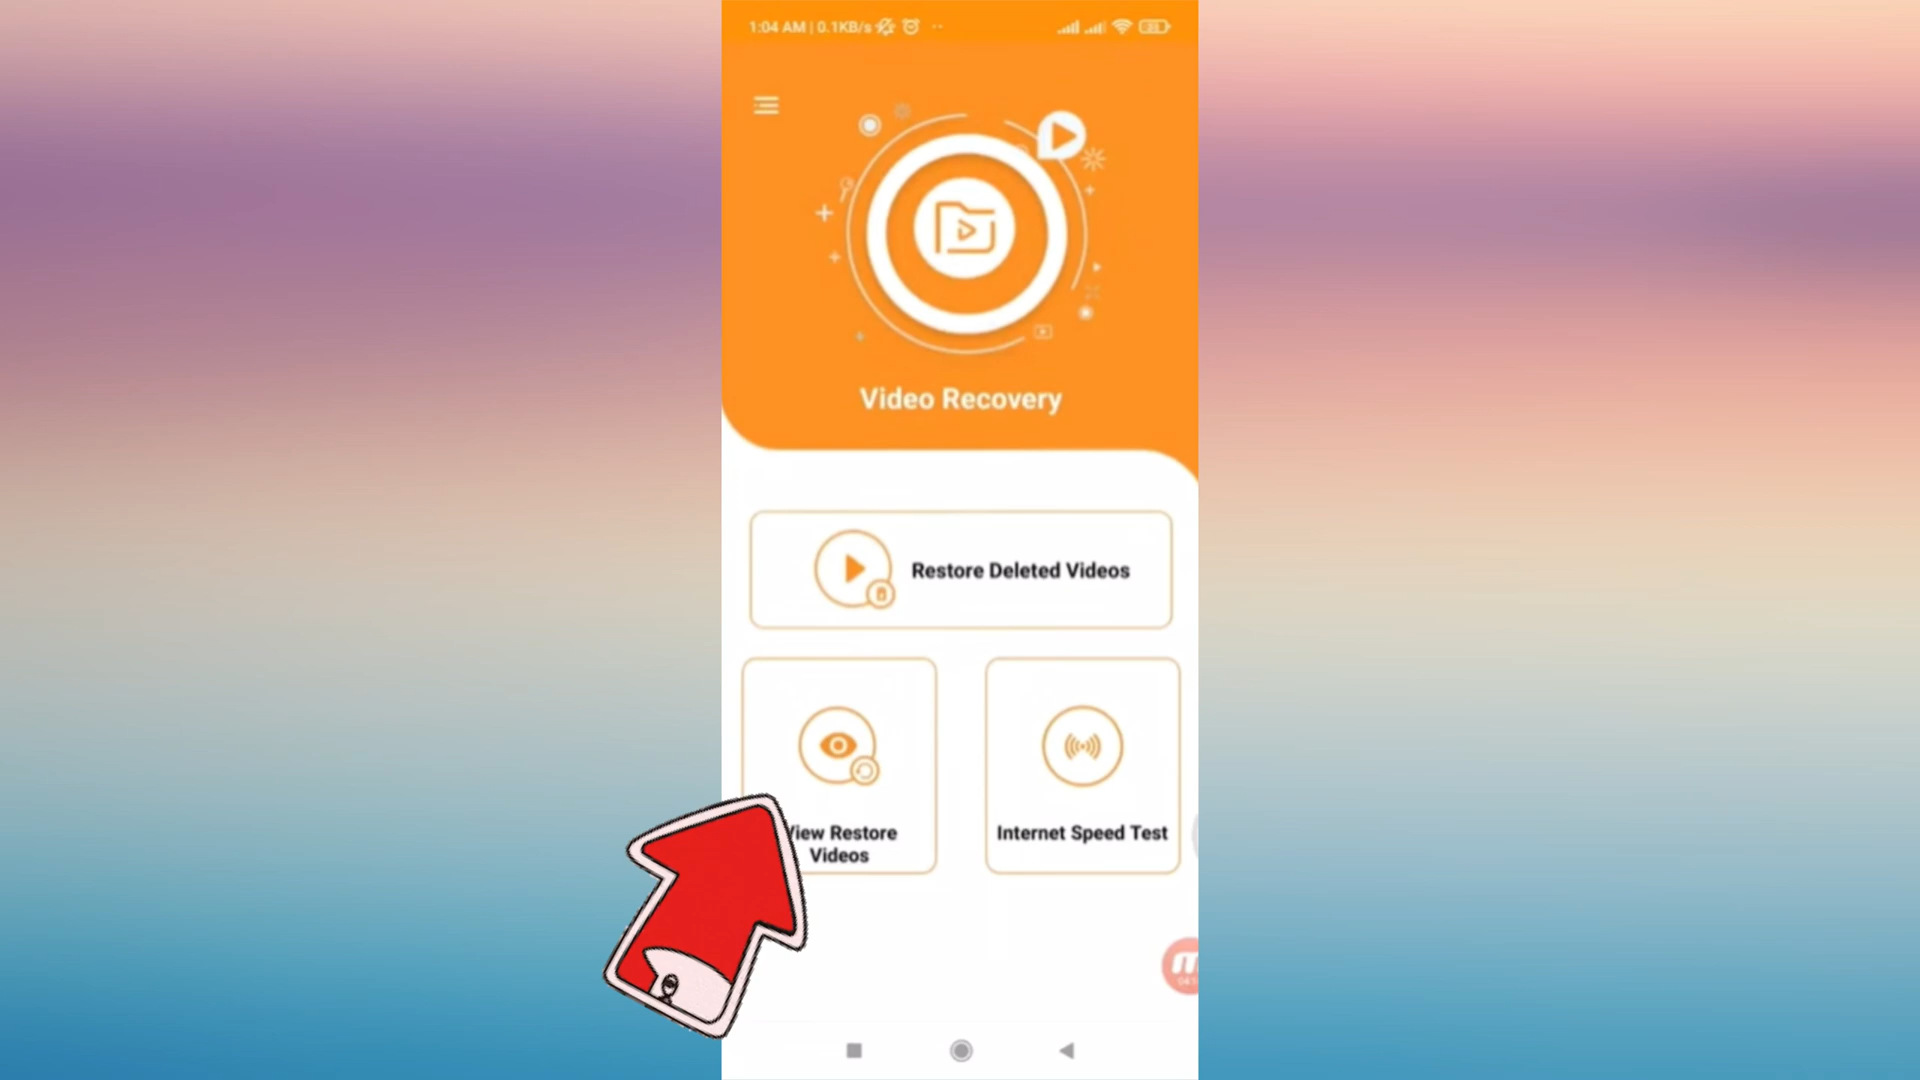 1:04 AM | 0.1KB/s
Video Recovery
Restore Deleted Videos
View Restore
Videos
Internet Speed Test